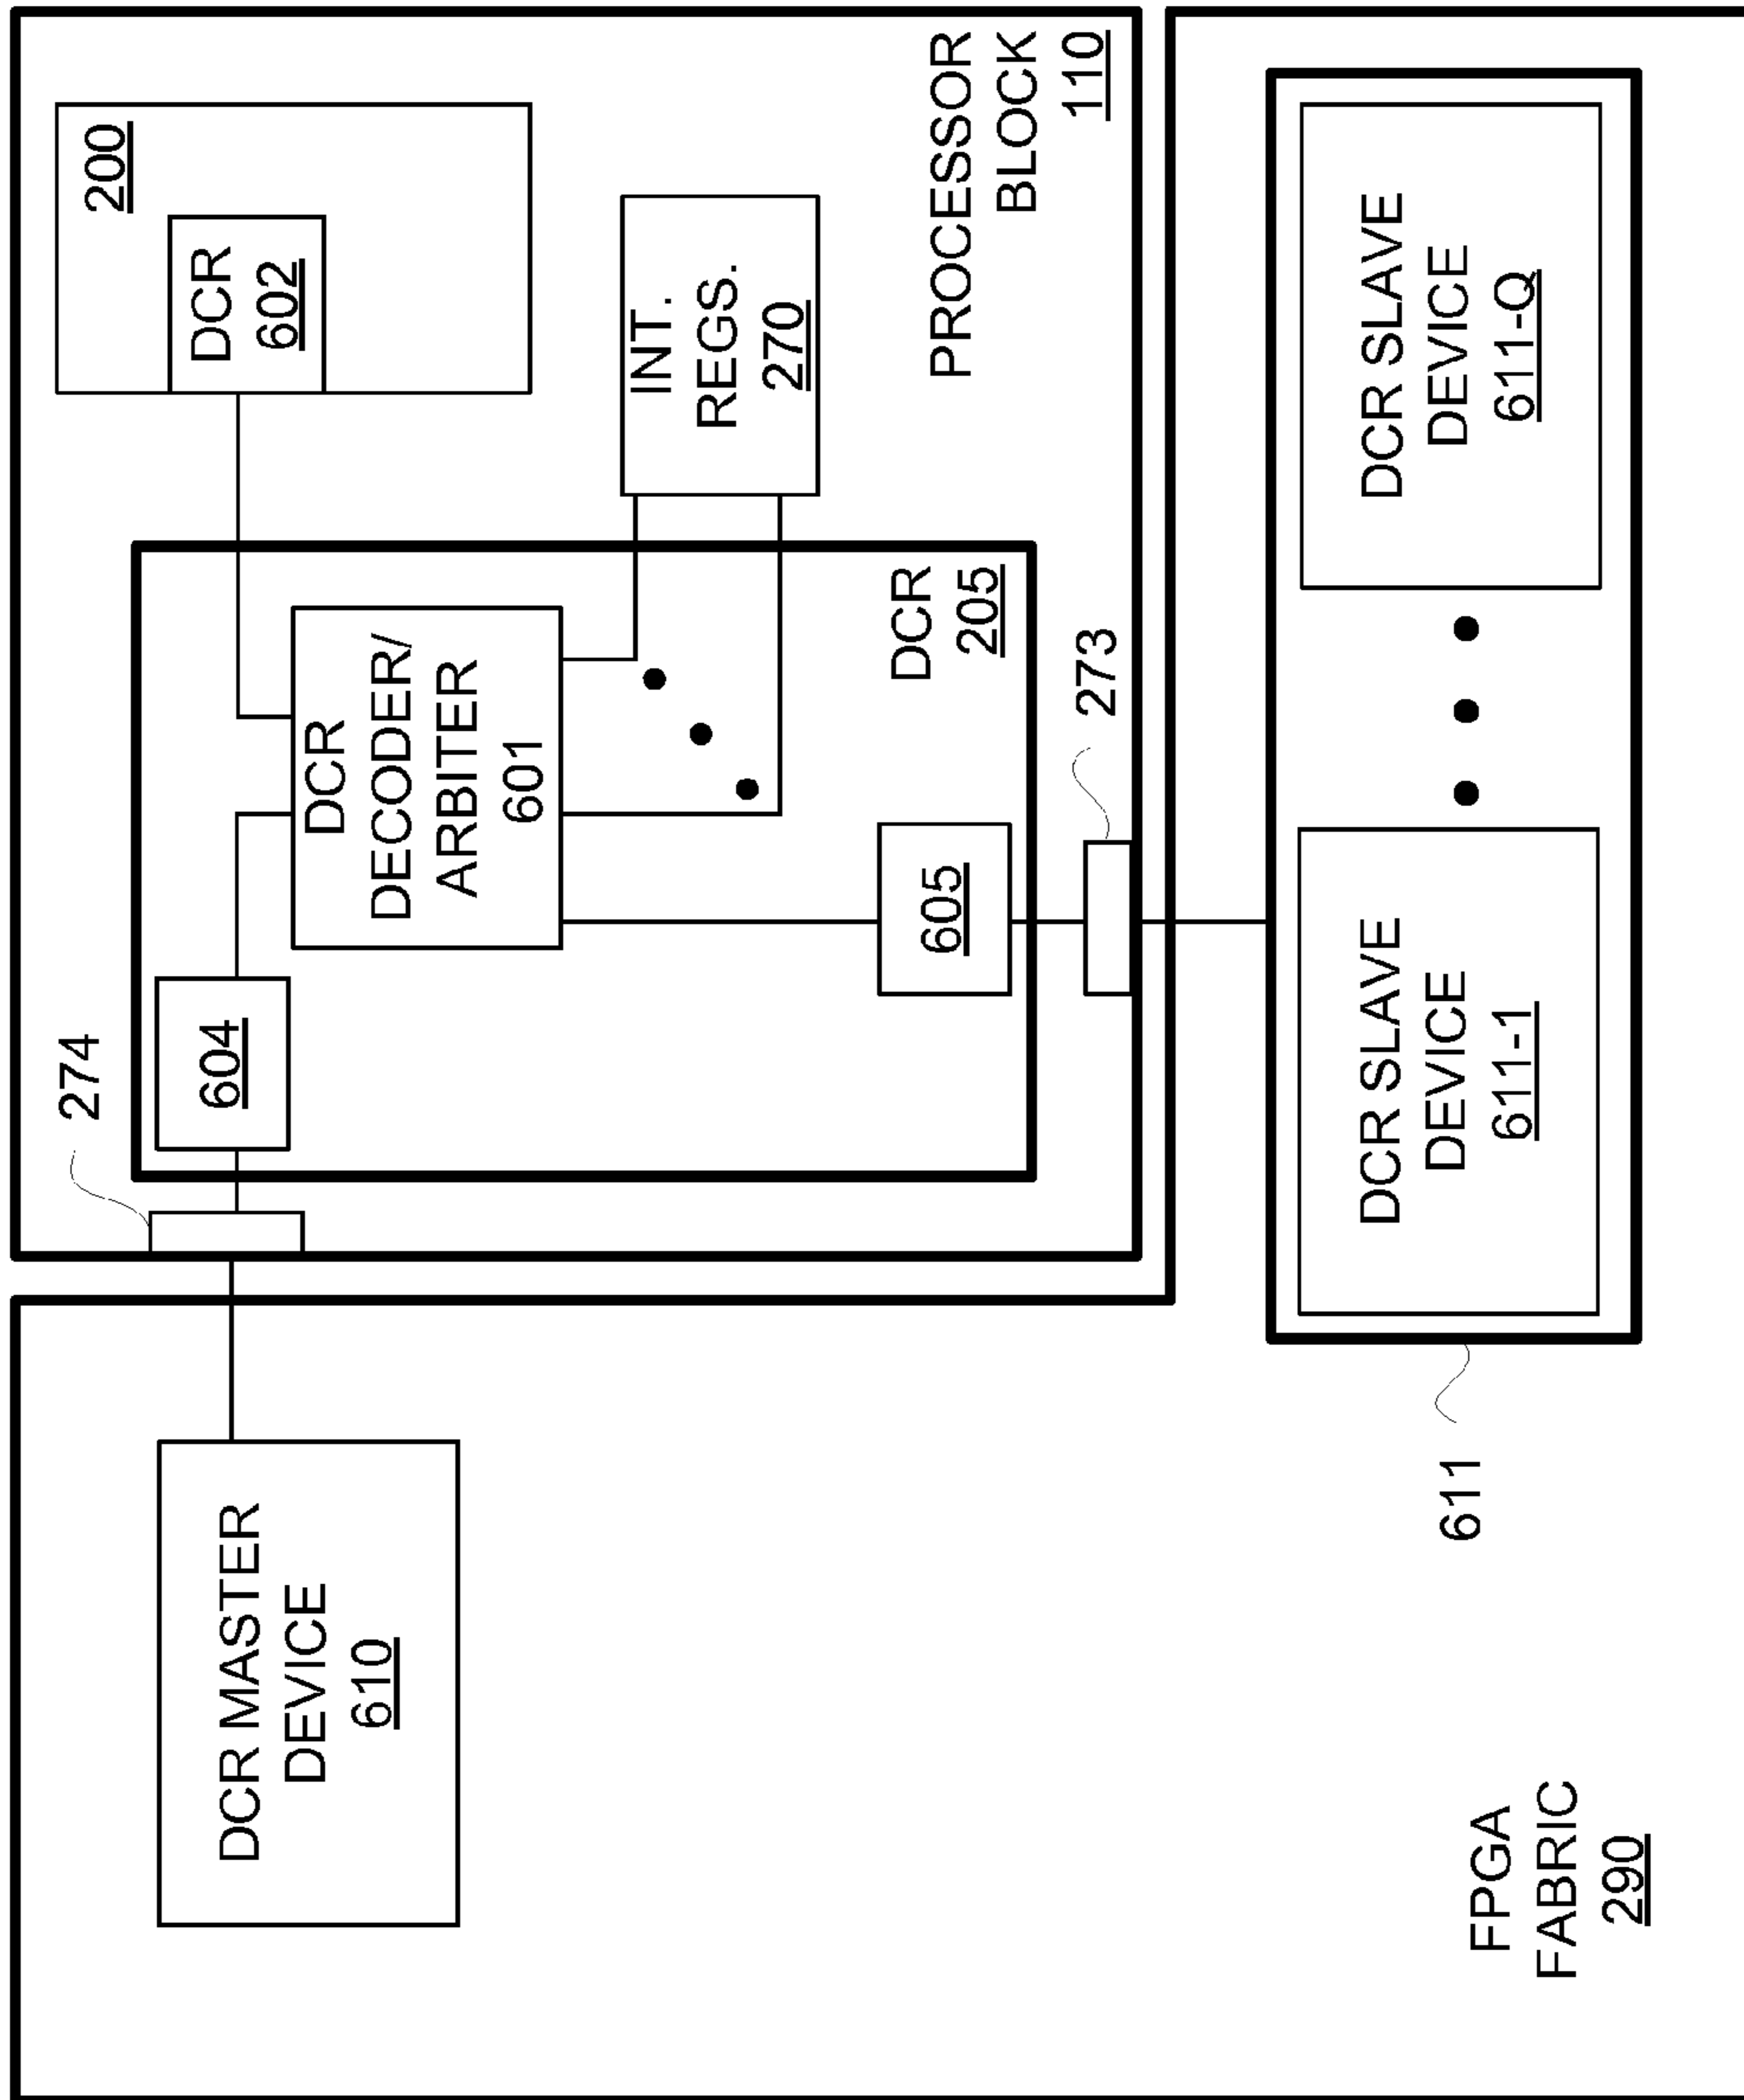 DCR MASTER
DEVICE
610
274
604
DCR
DECODER/
ARBITER
601
200
DCR
602
INT.
REGS.
270
605
DCR
205
PROCESSOR
BLOCK
110
273
DCR SLAVE
DEVICE
611-1
DCR SLAVE
DEVICE
611-Q
611
FPGA
FABRIC
290